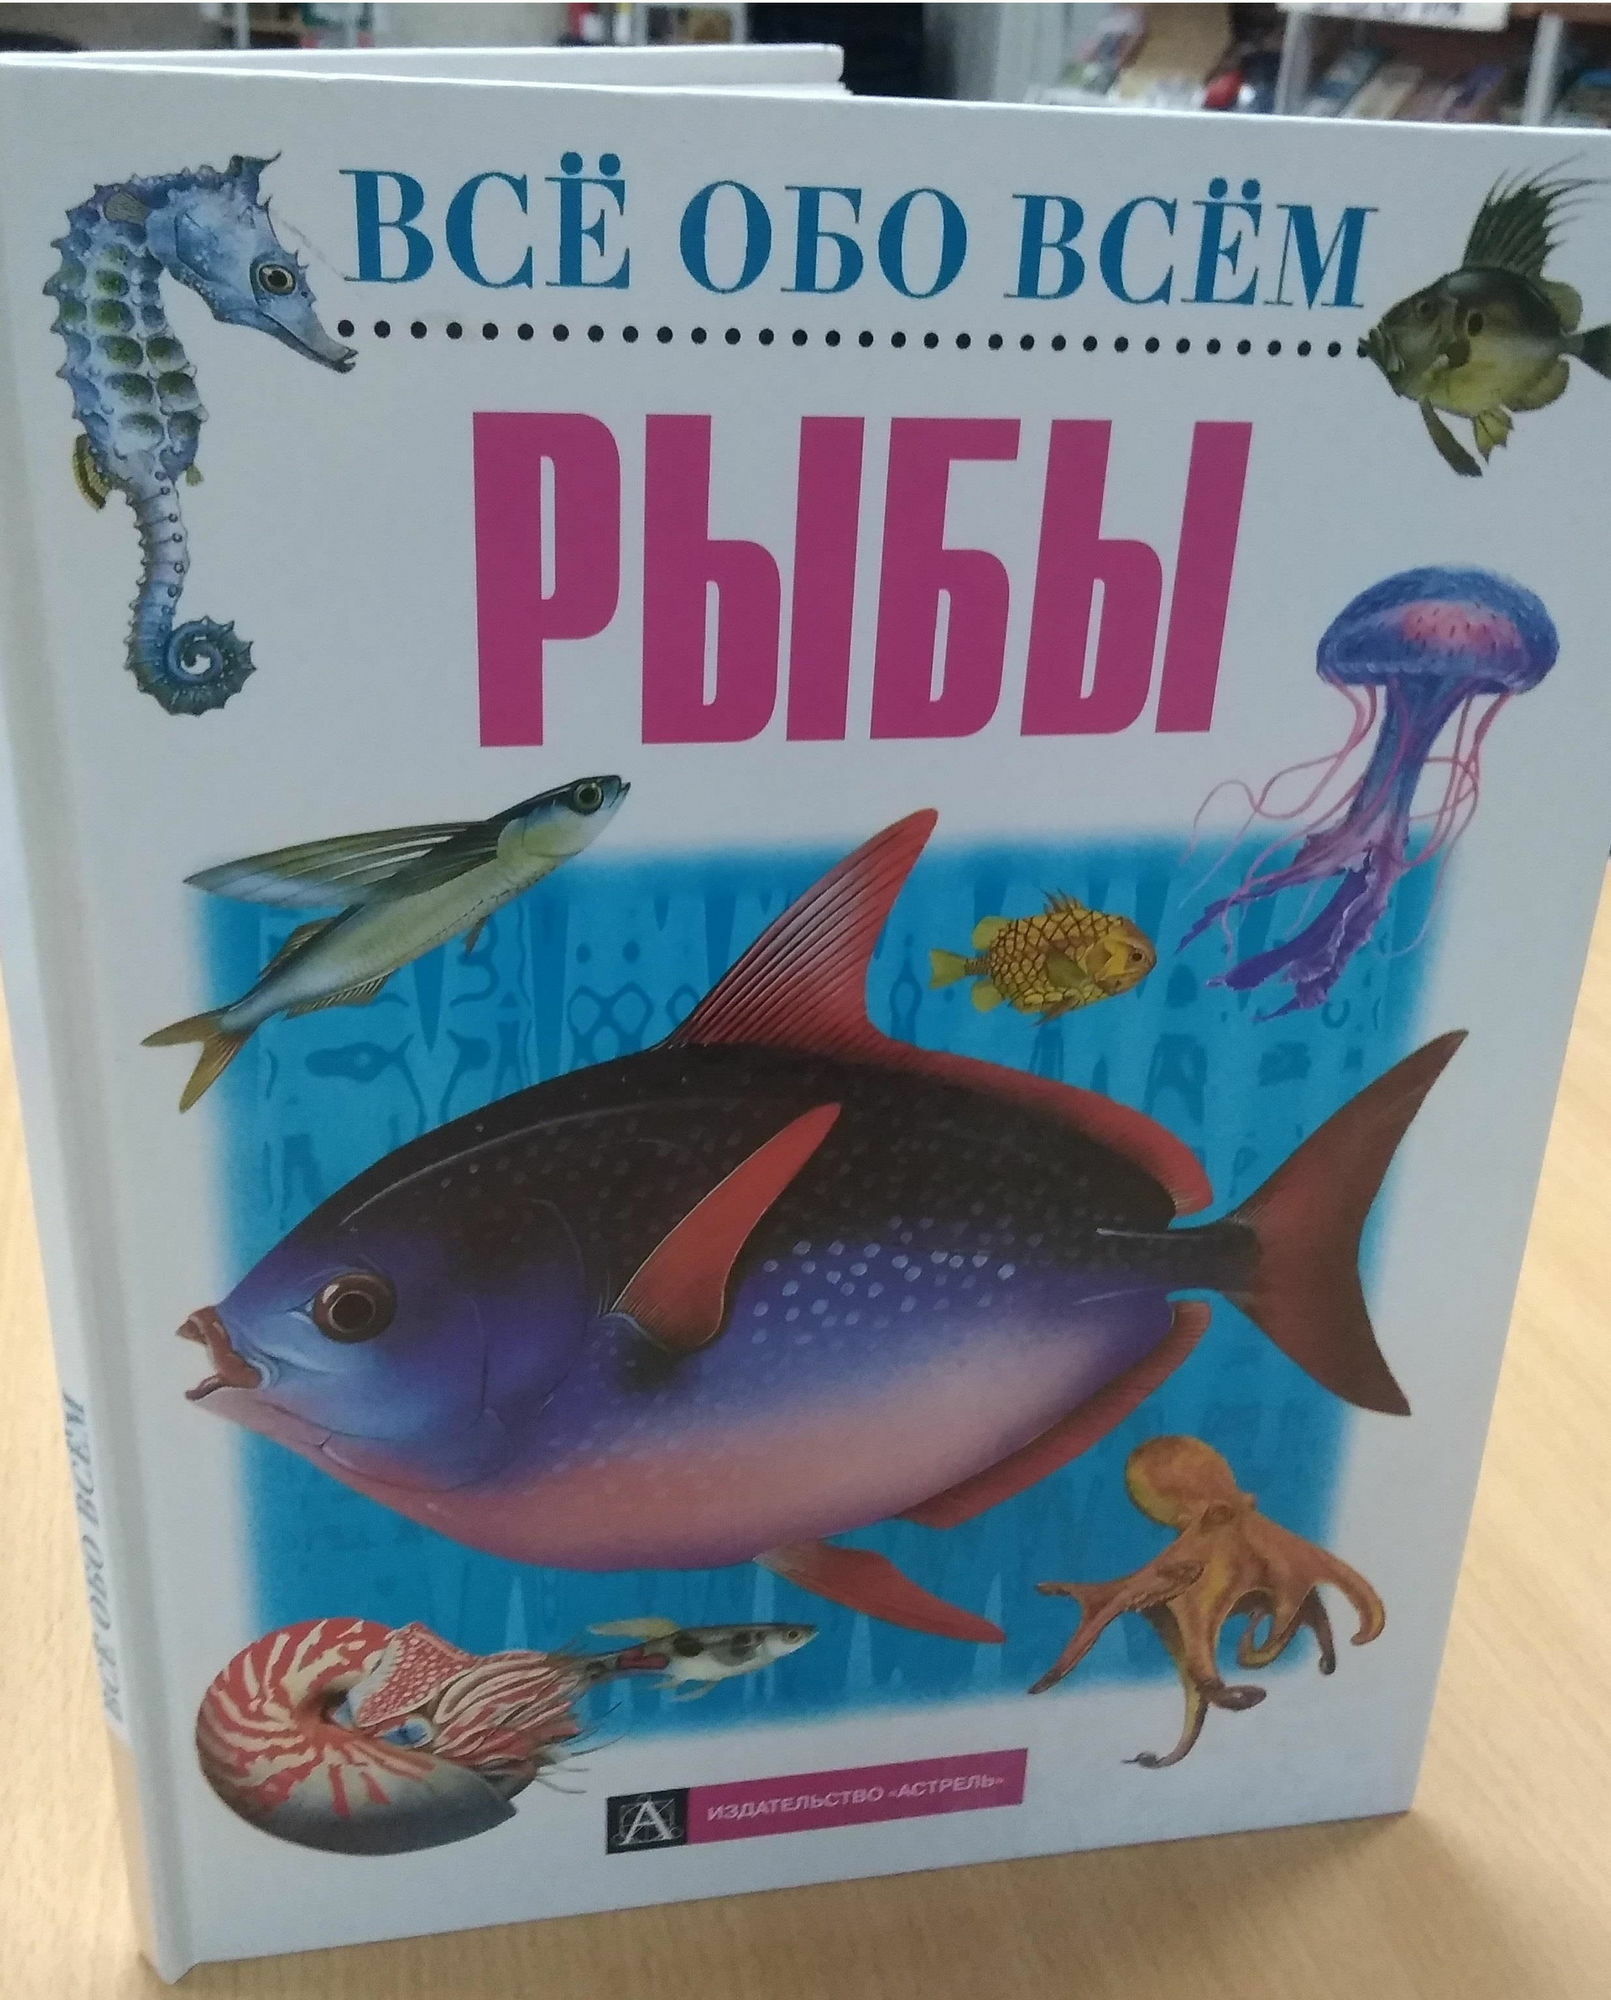 ВСЁ ОБО ВСЁМ
РЫБЫ
А ИЗДАТЕЛЬСТВО «АСТРЕЛЬ»
ВСЁ ОБО ВСЁМ